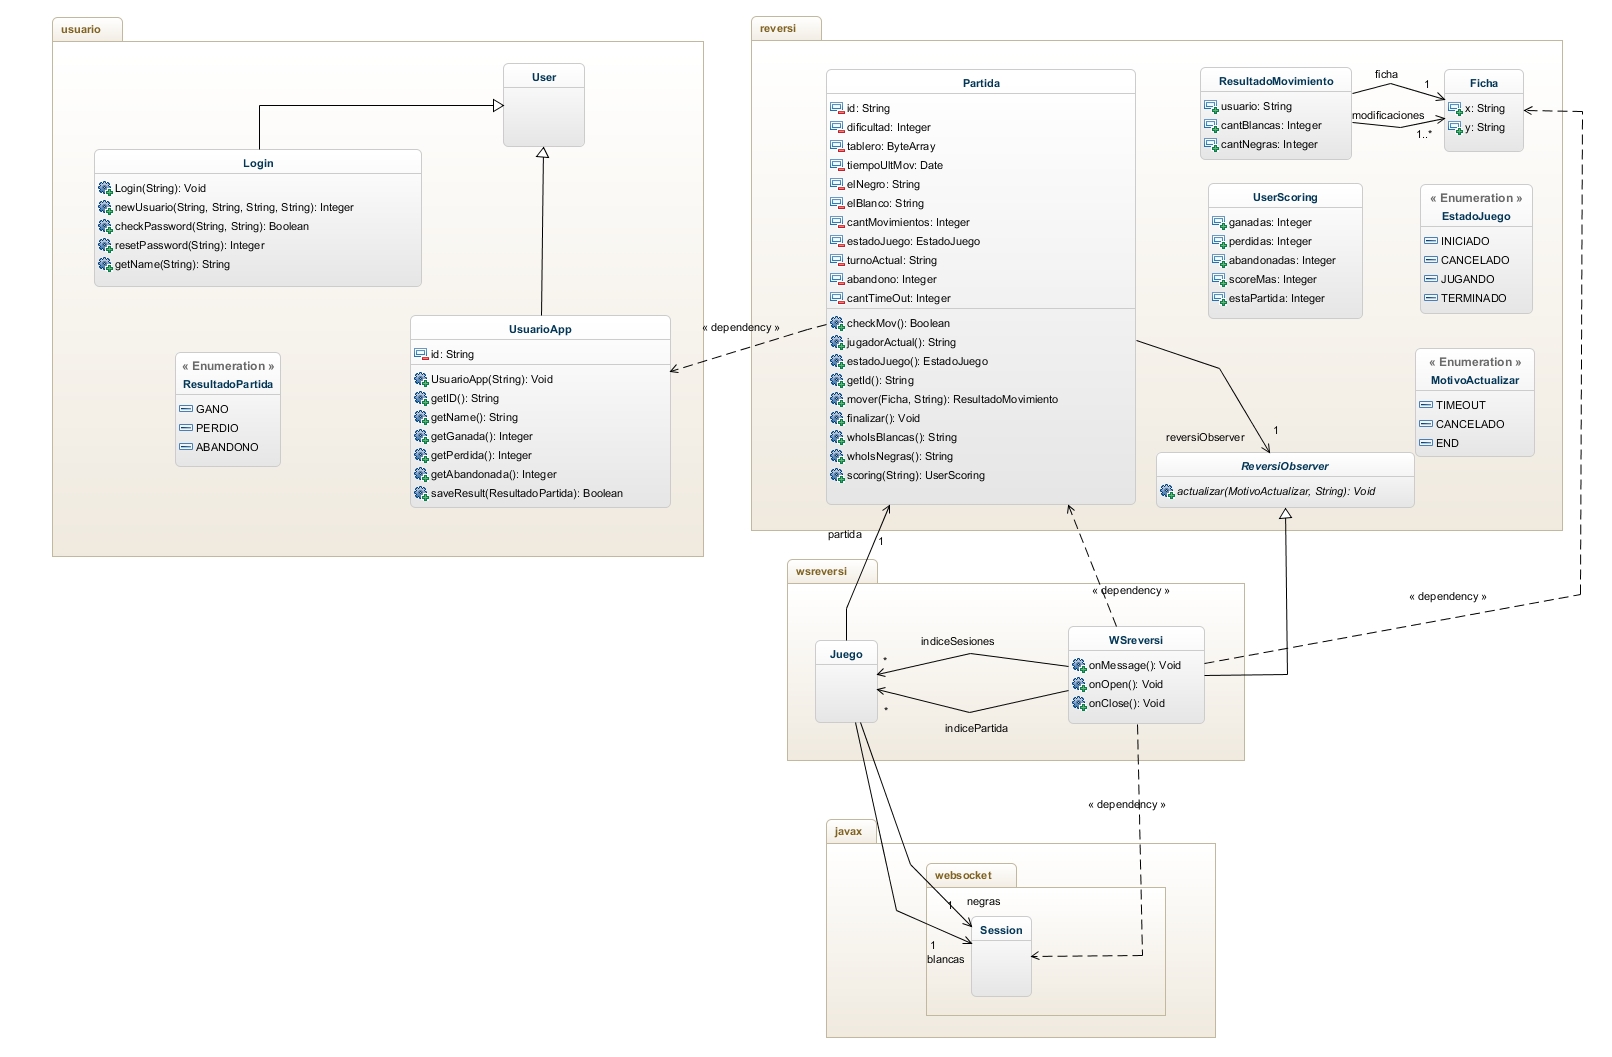 usuario
User
Login
Login(String): Void
newUsuario(String, String, String, String): Integer
checkPassword(String, String): Boolean
resetPassword(String): Integer
getName(String): String
UsuarioApp
id: String
UsuarioApp(String): Void
getID(): String
getName(): String
getGanada(): Integer
getPerdida(): Integer
getAbandonada(): Integer
saveResult(ResultadoPartida): Boolean
« Enumeration »
ResultadoPartida
GANO
PERDIO
ABANDONO
« dependency »
reversi
Partida
id: String
dificultad: Integer
tablero: ByteArray
tiempoUltMov: Date
elNegro: String
elBlanco: String
cantMovimientos: Integer
estadoJuego: EstadoJuego
turnoActual: String
abandono: Integer
cantTimeOut: Integer
checkMov(): Boolean
jugadorActual(): String
estadoJuego(): EstadoJuego
getId(): String
mover(Ficha, String): ResultadoMovimiento
finalizar(): Void
whoIsBlancas(): String
whoIsNegras(): String
scoring(String): UserScoring
ResultadoMovimiento
usuario: String
cantBlancas: Integer
cantNegras: Integer
ficha
1
modificaciones
1..*
Ficha
x: String
y: String
UserScoring
ganadas: Integer
perdidas: Integer
abandonadas: Integer
scoreMas: Integer
estaPartida: Integer
« Enumeration »
EstadoJuego
INICIADO
CANCELADO
JUGANDO
TERMINADO
« Enumeration »
MotivoActualizar
TIMEOUT
CANCELADO
END
1
reversiObserver
ReversiObserver
actualizar(MotivoActualizar, String): Void
partida
1
wsreversi
« dependency »
« dependency »
Juego
indiceSesiones
*
*
indicePartida
WSreversi
onMessage(): Void
onOpen(): Void
onClose(): Void
« dependency »
javax
websocket
1
negras
Session
1
blancas